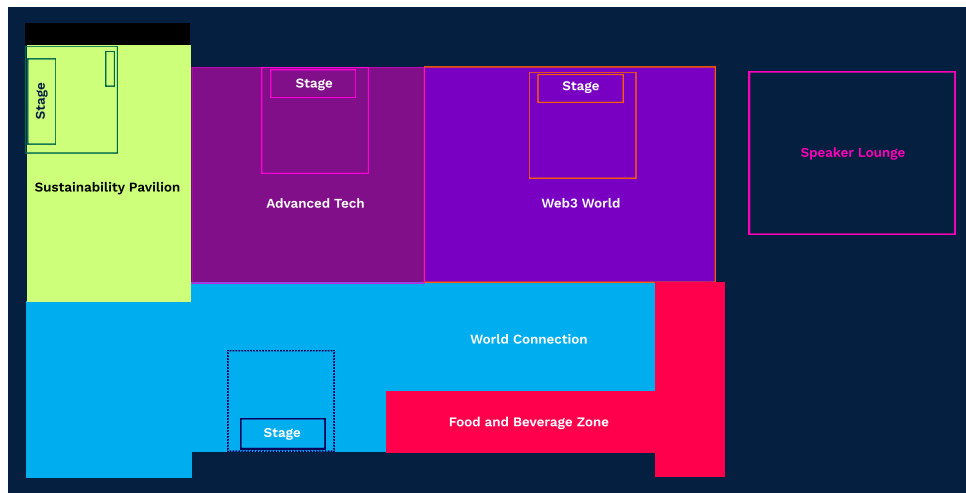 Stage
Stage
Stage
Speaker Lounge
Sustainability Pavilion
Advanced Tech
Web3 World
World Connection
Food and Beverage Zone
Stage